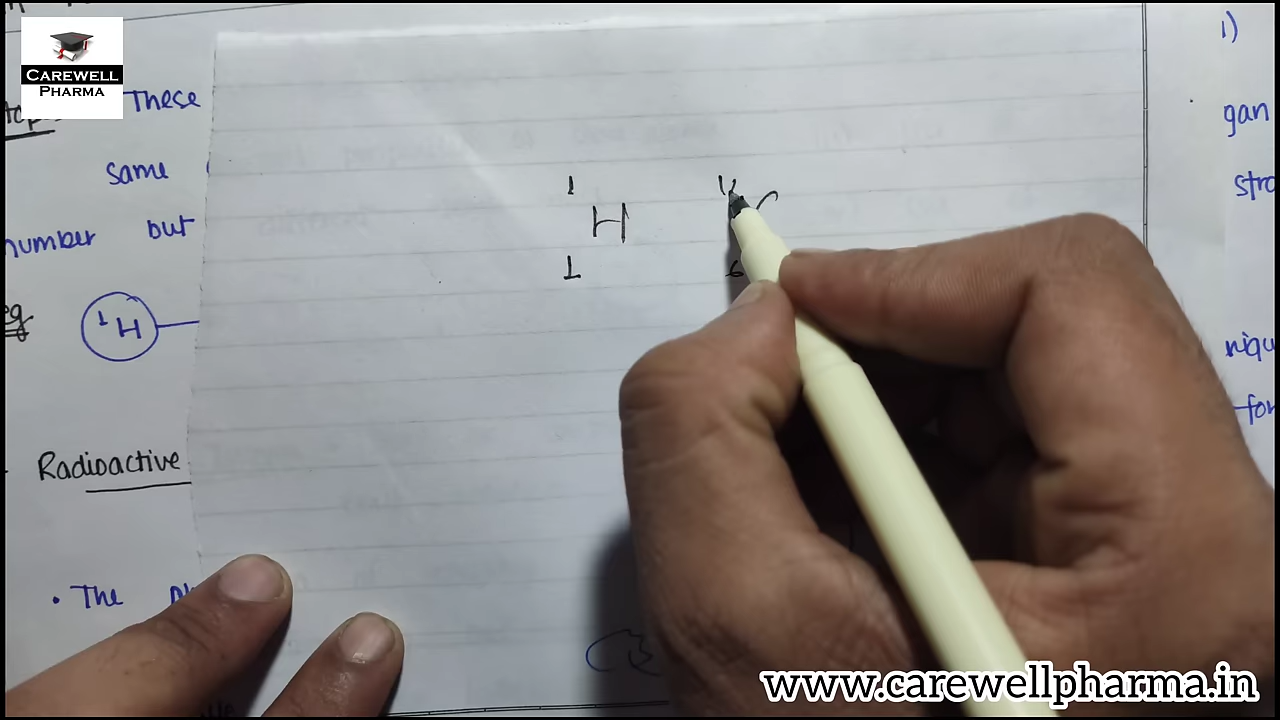 CAREWELL
PHARMA
These
same
number but
eg
1H
Radioactive
• The
1
H
1
6
1)
gan
stro
niqu
for
www.carewellpharma.in